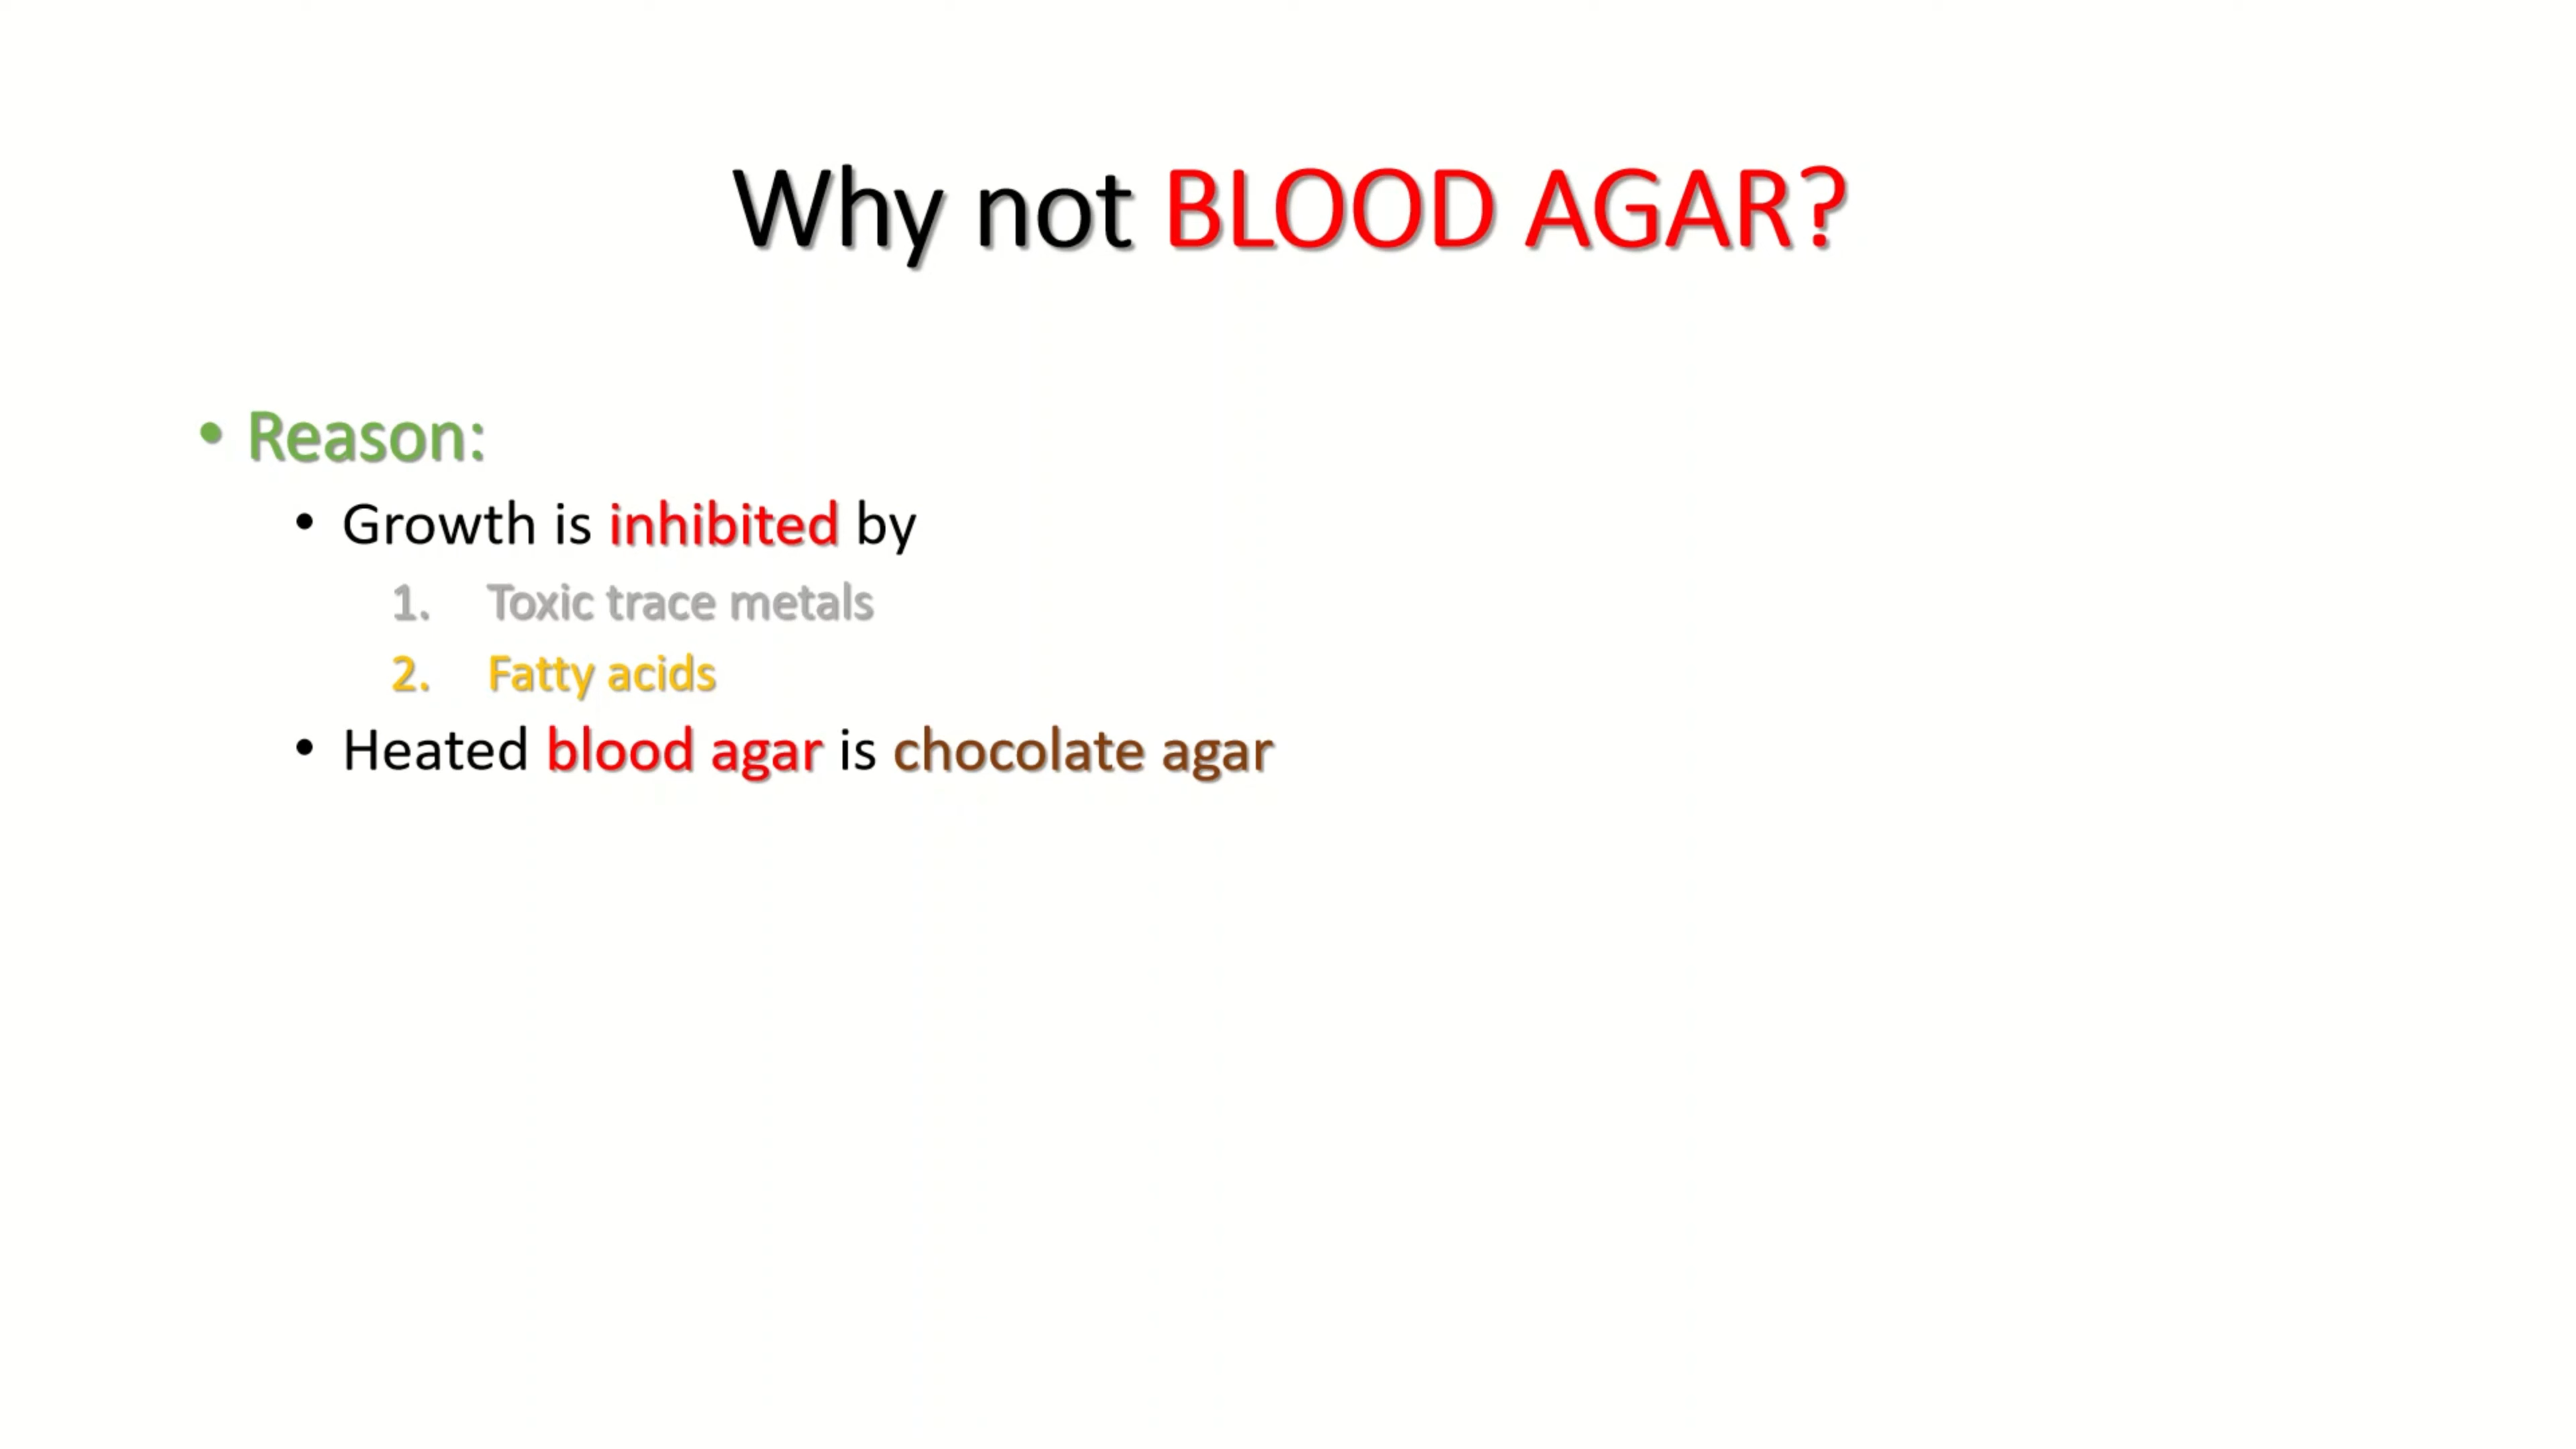 Why not BLOOD AGAR?
• Reason:
• Growth is inhibited by
1. Toxic trace metals
2. Fatty acids
• Heated blood agar is chocolate agar